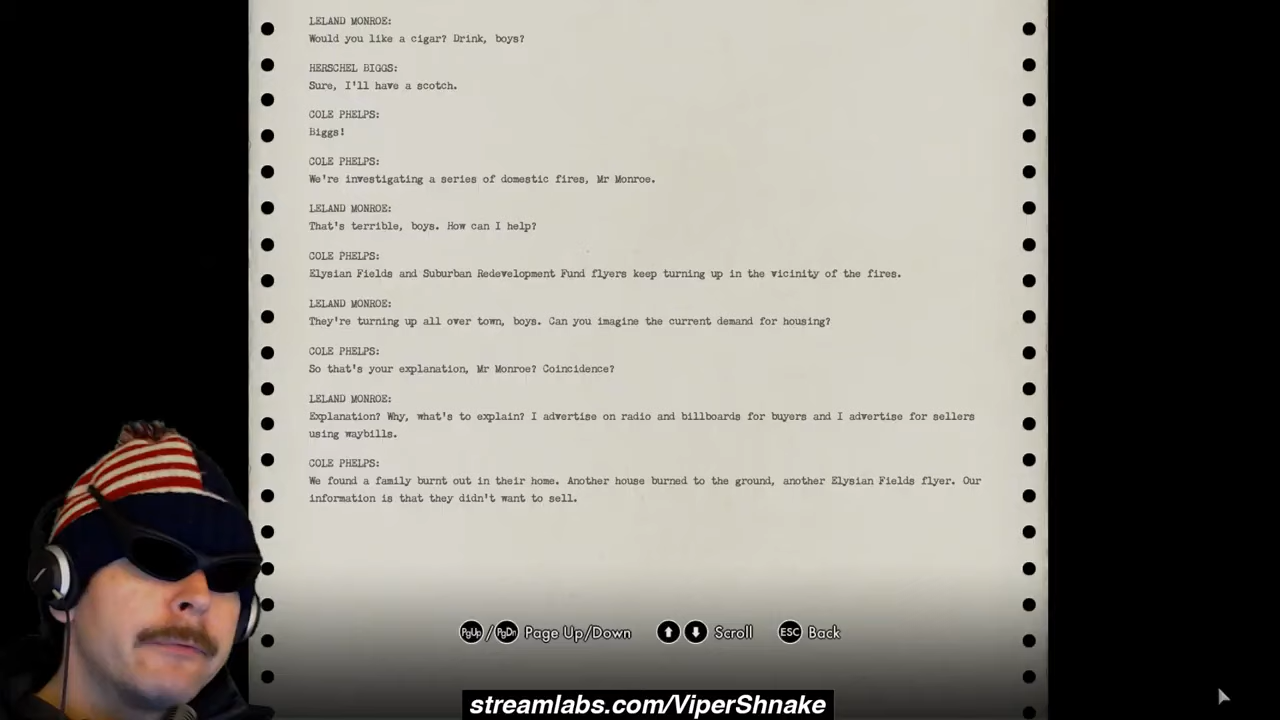 LELAND MONROE:
Would you like a cigar? Drink, boys?
HERSCHEL BIGGS:
Sure, I'll have a scotch.
COLE PHELPS:
Biggs!
COLE PHELPS:
We're investigating a series of domestic fires, Mr Monroe.
LELAND MONROE:
That's terrible, boys. How can I help?
COLE PHELPS:
Elysian Fields and Suburban Redevelopment Fund flyers keep turning up in the vicinity of the fires.
LELAND MONROE:
They're turning up all over town, boys. Can you imagine the current demand for housing?
COLE PHELPS:
So that's your explanation, Mr Monroe? Coincidence?
LELAND MONROE:
Explanation? Why, what's to explain? I advertise on radio and billboards for buyers and I advertise for sellers
using waybills.
COLE PHELPS:
We found a family burnt out in their home. Another house burned to the ground, another Elysian Fields flyer. Our
information is that they didn't want to sell.
PgUp / PgDn Page Up/Down Scroll ESC Back
streamlabs.com/ViperShnake